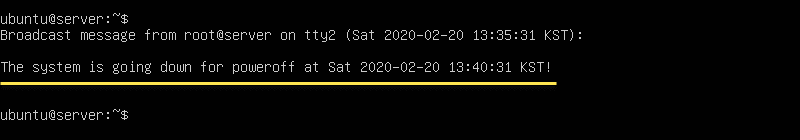 ubuntu@server:~$
Broadcast message from root@server on tty2 (Sat 2020-02-20 13:35:31 KST):
The system is going down for poweroff at Sat 2020-02-20 13:40:31 KST!
ubuntu@server:~$